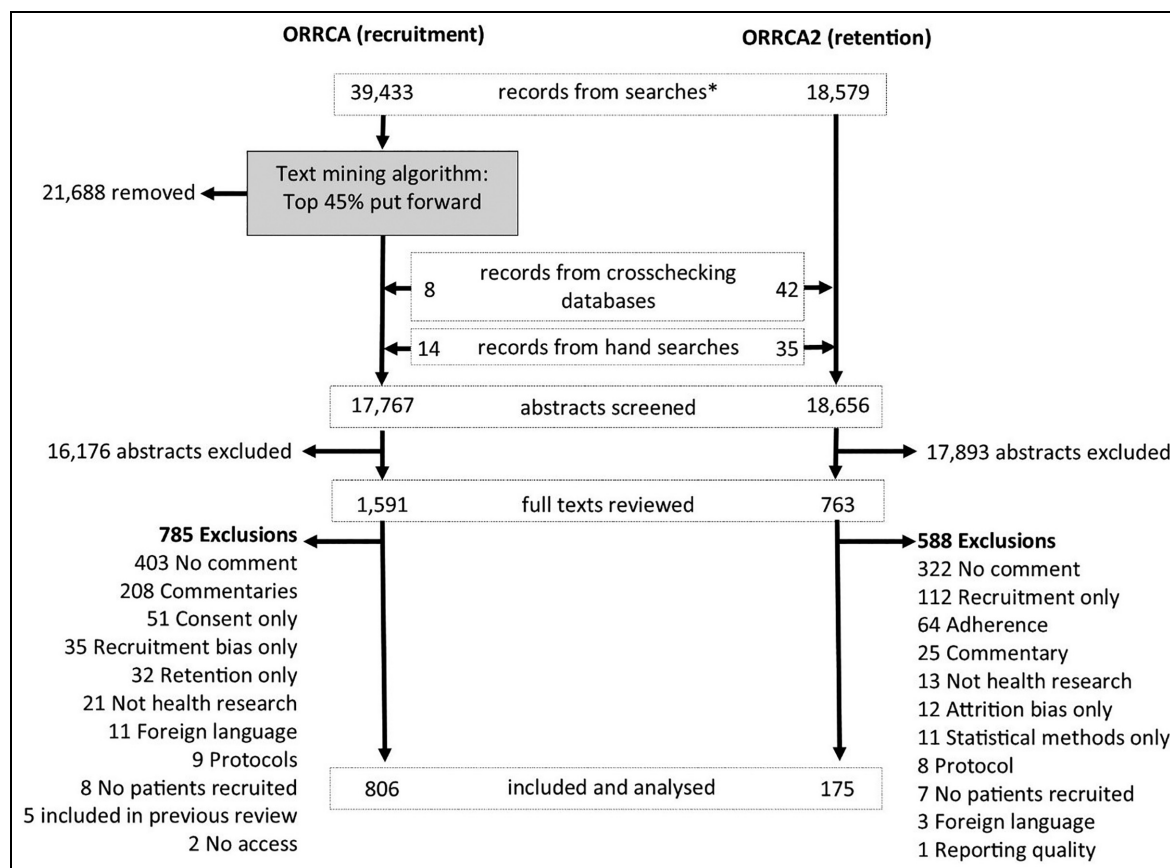 ORRCA (recruitment)
ORRCA2 (retention)
39,433 records from searches* 18,579
Text mining algorithm:
Top 45% put forward
21,688 removed
8 records from crosschecking databases 42
14 records from hand searches 35
17,767 abstracts screened 18,656
16,176 abstracts excluded
17,893 abstracts excluded
1,591 full texts reviewed 763
785 Exclusions
403 No comment
208 Commentaries
51 Consent only
35 Recruitment bias only
32 Retention only
21 Not health research
11 Foreign language
9 Protocols
8 No patients recruited
5 included in previous review
2 No access
588 Exclusions
322 No comment
112 Recruitment only
64 Adherence
25 Commentary
13 Not health research
12 Attrition bias only
11 Statistical methods only
8 Protocol
7 No patients recruited
3 Foreign language
1 Reporting quality
806 included and analysed 175